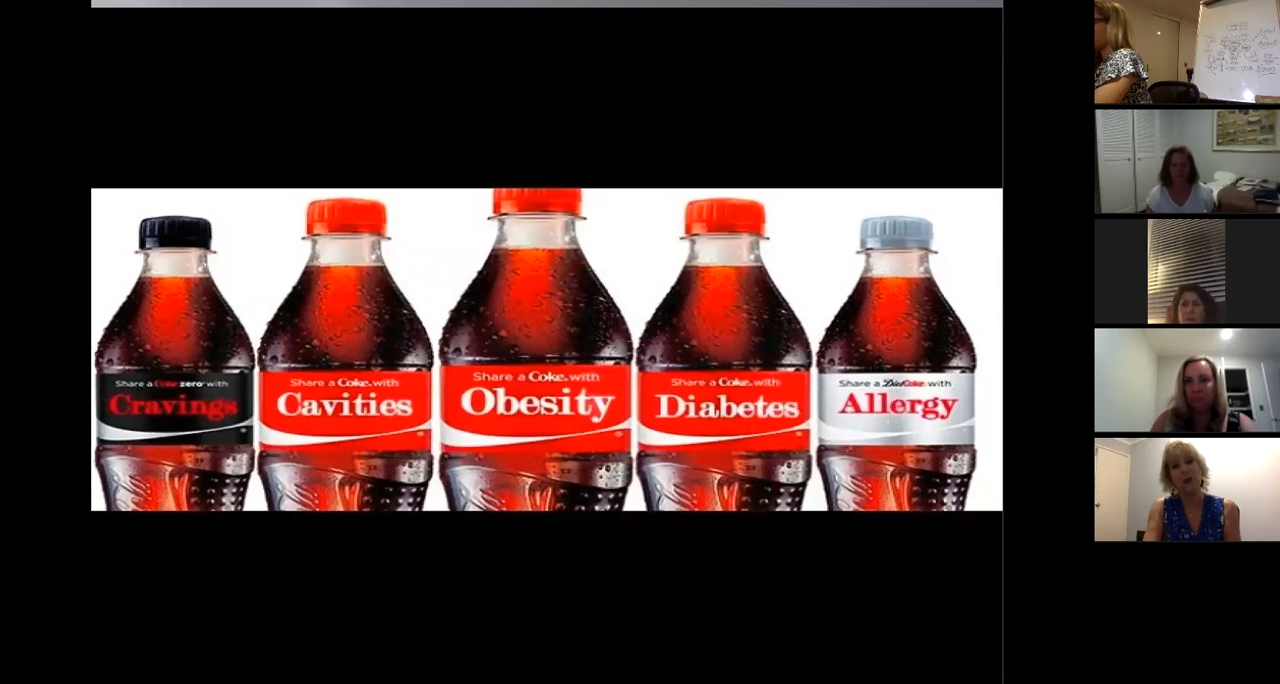 Share a Coke zero with
Cravings
Share a Coke with
Cavities
Share a Coke with
Obesity
Share a Coke with
Diabetes
Share a Diet Coke with
Allergy